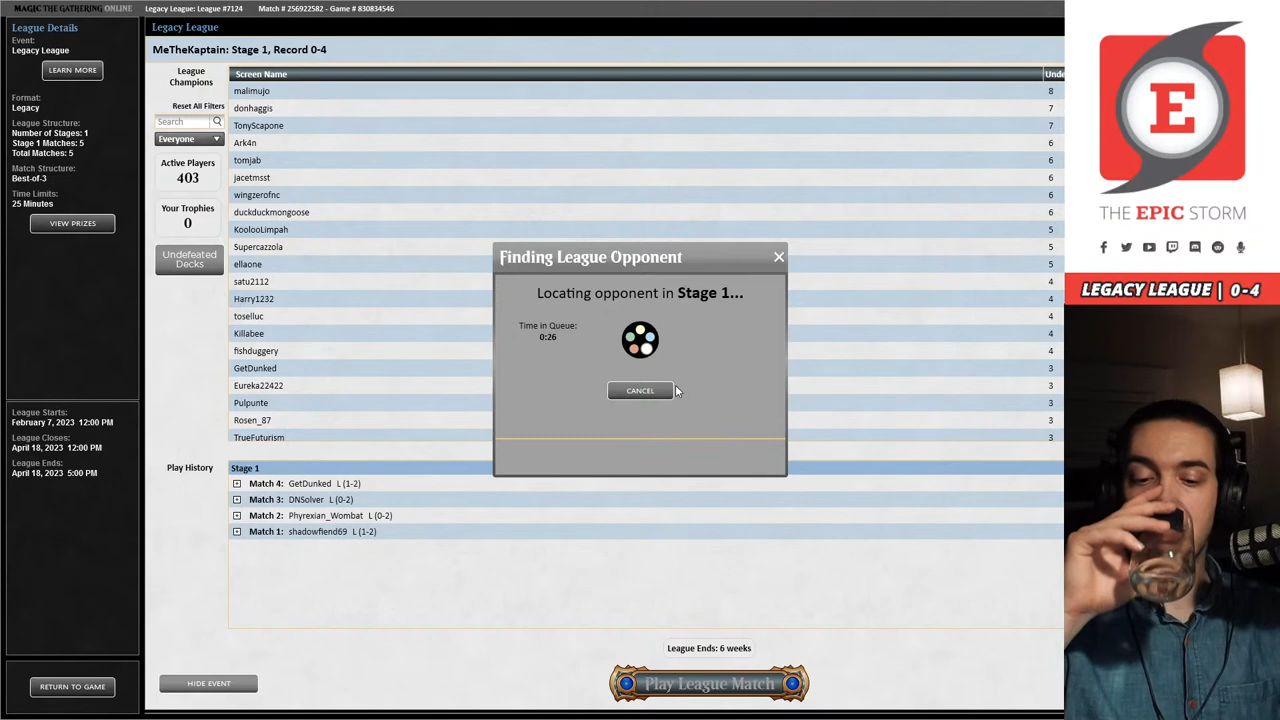 MAGIC THE GATHERING ONLINE
Legacy League: League #7124
Match # 256922582 - Game # 830834546
League Details
Event:
Legacy League
LEARN MORE
Format:
Legacy
League Structure:
Number of Stages: 1
Stage 1 Matches: 5
Total Matches: 5
Match Structure:
Best-of-3
Time Limits:
25 Minutes
VIEW PRIZES
League Starts:
February 7, 2023 12:00 PM
League Closes:
April 18, 2023 12:00 PM
League Ends:
April 18, 2023 5:00 PM
RETURN TO GAME
Legacy League
MeTheKaptain: Stage 1, Record 0-4
League
Champions
Reset All Filters
Search
Everyone
Active Players
403
Your Trophies
0
Undefeated
Decks
Screen Name
Unde
malimujo 8
donhaggis 7
TonyScapone 7
Ark4n 6
tomjab 6
jacetmsst 6
wingzerofnc 6
duckduckmongoose 6
KoolooLimpah 5
Supercazzola 5
ellaone 5
satu2112 4
Harry1232 4
toselluc 4
Killabee 4
fishduggery 4
GetDunked 3
Eureka22422 3
Pulpunte 3
Rosen_87 3
TrueFuturism 3
Finding League Opponent
Locating opponent in Stage 1...
Time in Queue:
0:26
CANCEL
Play History
Stage 1
Match 4: GetDunked L (1-2)
Match 3: DNSolver L (0-2)
Match 2: Phyrexian_Wombat L (0-2)
Match 1: shadowfiend69 L (1-2)
League Ends: 6 weeks
HIDE EVENT
Play League Match
E
THE EPIC STORM
LEGACY LEAGUE | 0-4